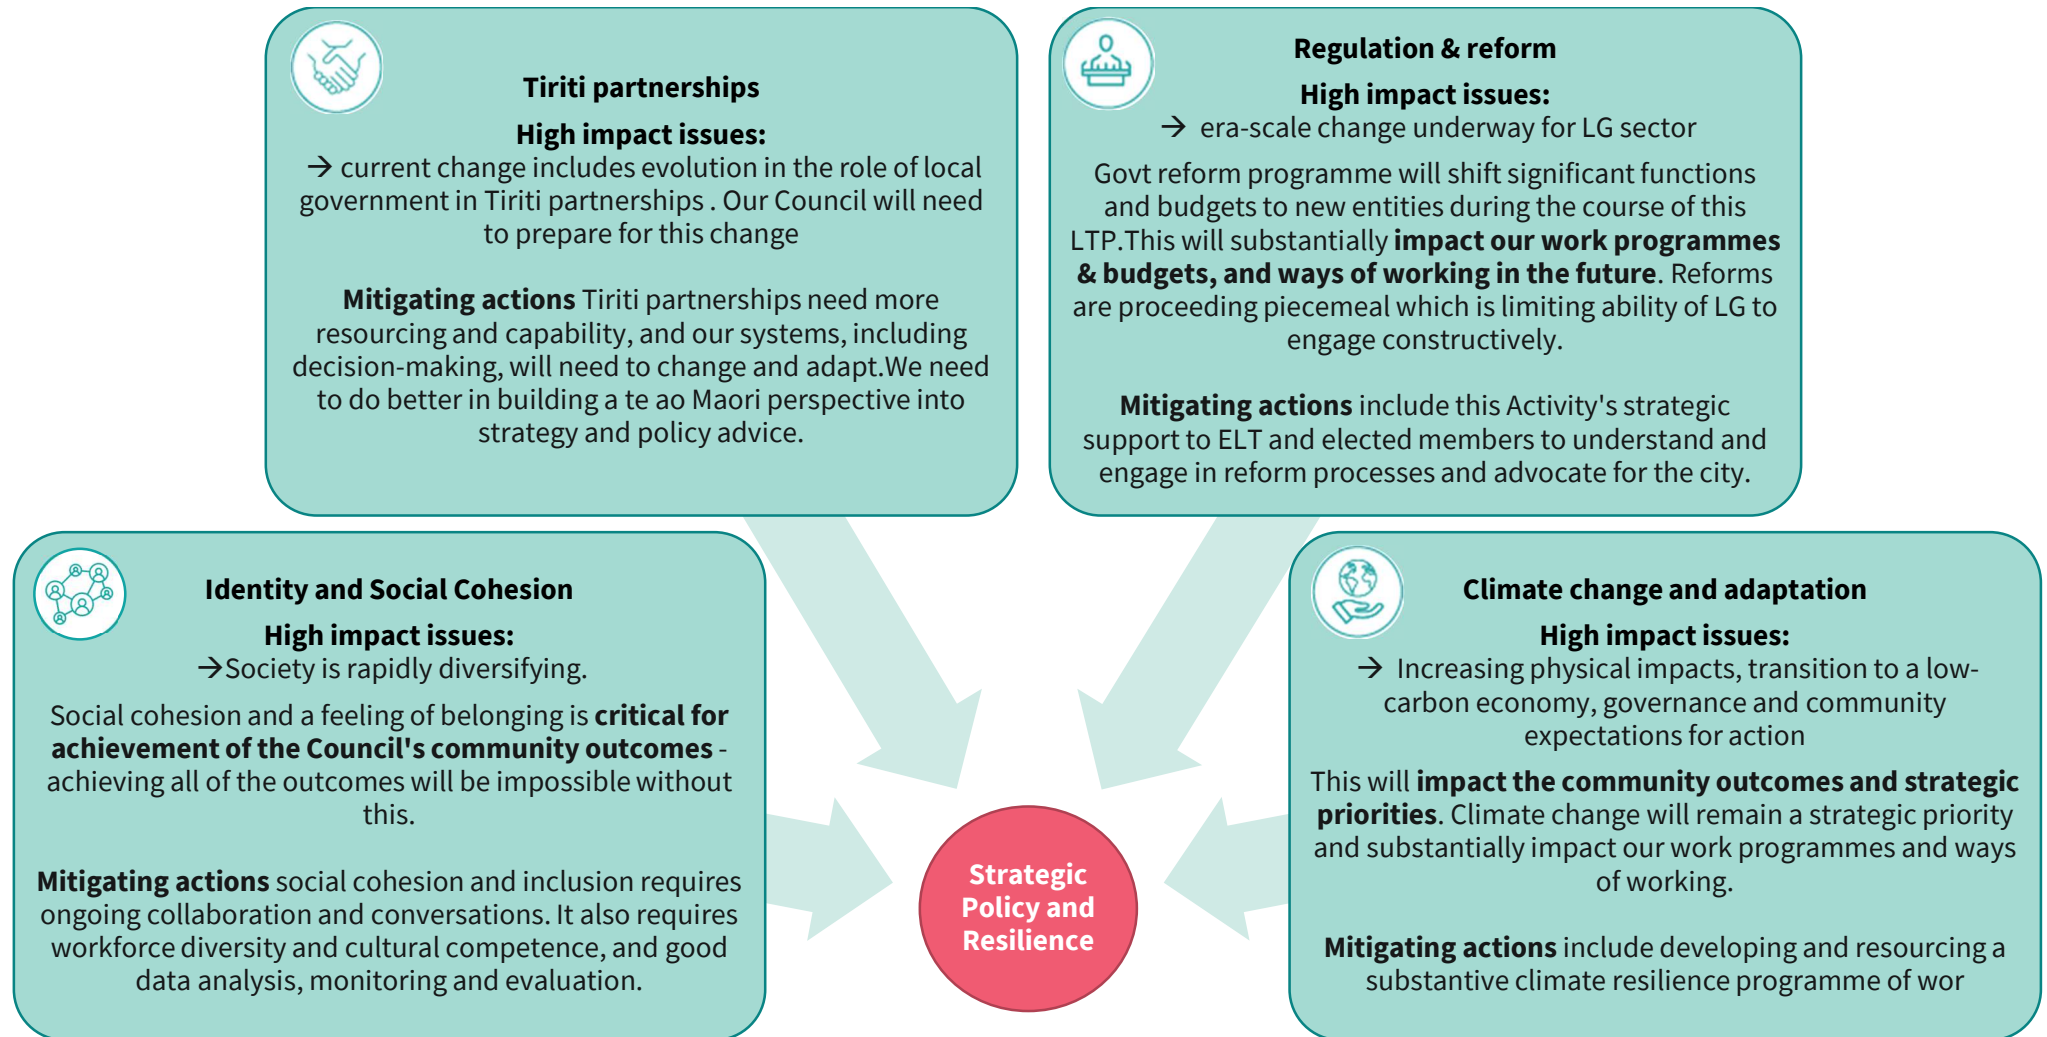 Tiriti partnerships
High impact issues:
→ current change includes evolution in the role of local
government in Tiriti partnerships . Our Council will need
to prepare for this change
Mitigating actions Tiriti partnerships need more
resourcing and capability, and our systems, including
decision-making, will need to change and adapt.We need
to do better in building a te ao Maori perspective into
strategy and policy advice.
Regulation & reform
High impact issues:
→ era-scale change underway for LG sector
Govt reform programme will shift significant functions
and budgets to new entities during the course of this
LTP.This will substantially impact our work programmes
& budgets, and ways of working in the future. Reforms
are proceeding piecemeal which is limiting ability of LG to
engage constructively.
Mitigating actions include this Activity's strategic
support to ELT and elected members to understand and
engage in reform processes and advocate for the city.
Identity and Social Cohesion
High impact issues:
→Society is rapidly diversifying.
Social cohesion and a feeling of belonging is critical for
achievement of the Council's community outcomes -
achieving all of the outcomes will be impossible without
this.
Mitigating actions social cohesion and inclusion requires
ongoing collaboration and conversations. It also requires
workforce diversity and cultural competence, and good
data analysis, monitoring and evaluation.
Strategic
Policy and
Resilience
Climate change and adaptation
High impact issues:
→ Increasing physical impacts, transition to a low-
carbon economy, governance and community
expectations for action
This will impact the community outcomes and strategic
priorities. Climate change will remain a strategic priority
and substantially impact our work programmes and ways
of working.
Mitigating actions include developing and resourcing a
substantive climate resilience programme of wor